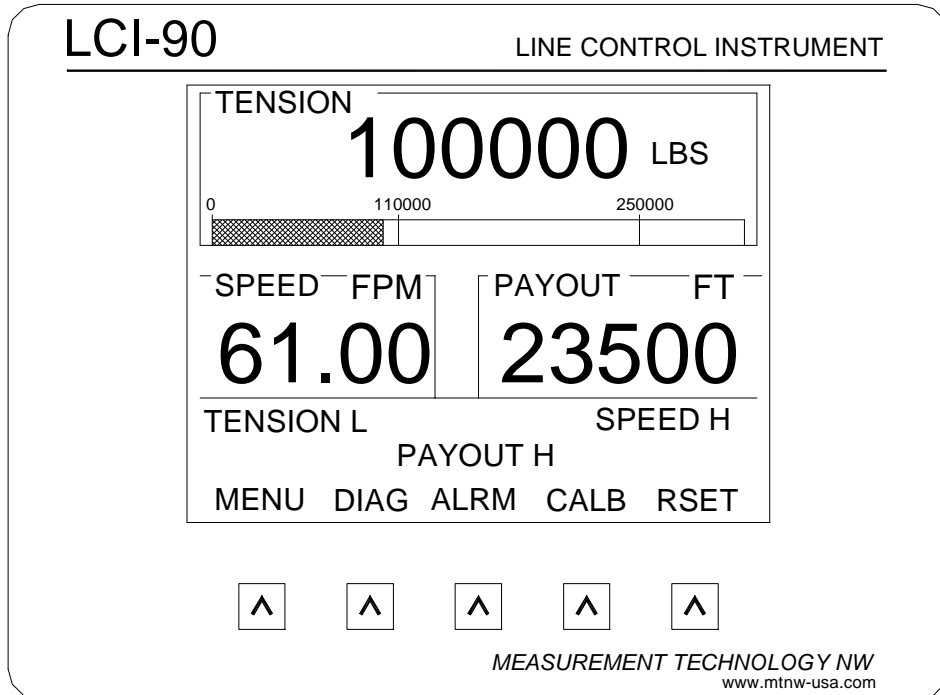 LCI-90
LINE CONTROL INSTRUMENT
TENSION
100000 LBS
0 110000 250000
SPEED FPM
61.00
PAYOUT FT
23500
TENSION L SPEED H
PAYOUT H
MENU DIAG ALRM CALB RSET
MEASUREMENT TECHNOLOGY NW
www.mtnw-usa.com